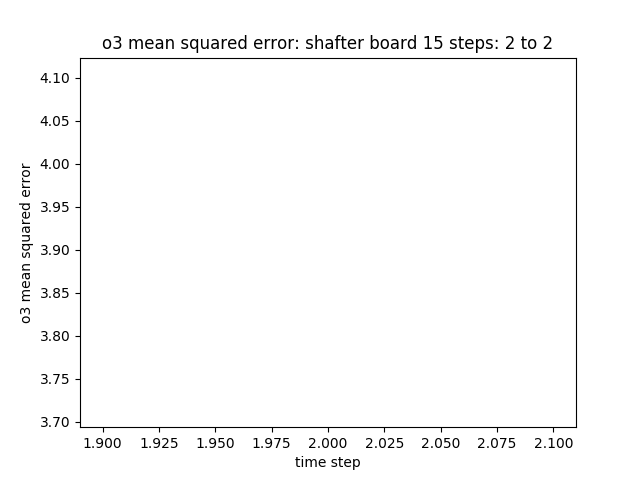 o3 mean squared error: shafter board 15 steps: 2 to 2
4.10
4.05
4.00
3.95
3.90
3.85
3.80
3.75
3.70
o3 mean squared error
1.900 1.925 1.950 1.975 2.000 2.025 2.050 2.075 2.100
time step